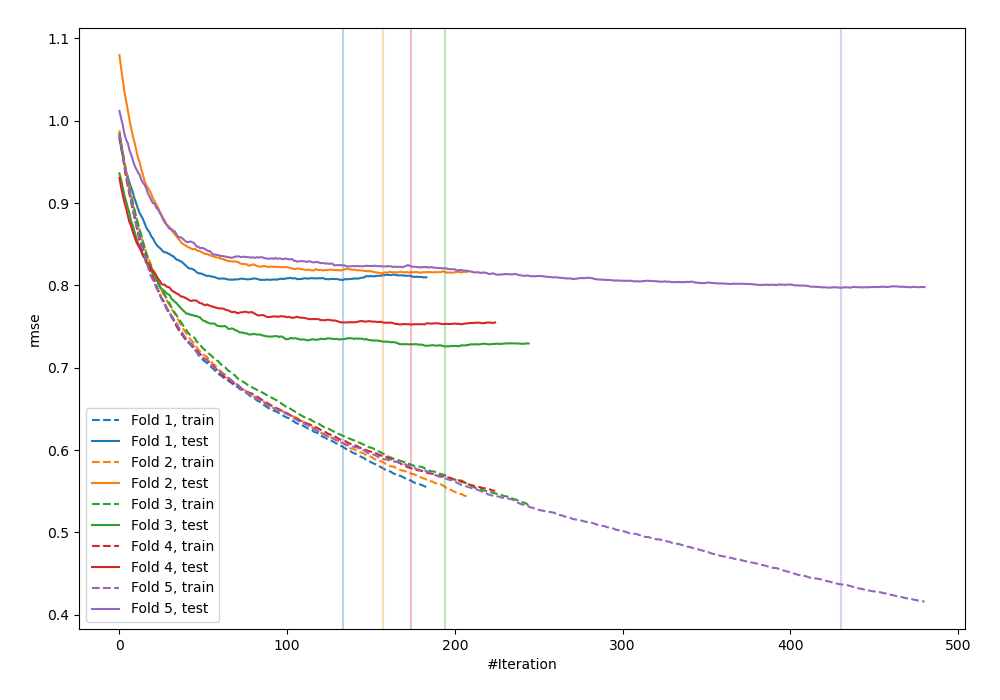 1.1
1.0
0.9
0.8
0.7
0.6
0.5
0.4
rmse
Fold 1, train
Fold 1, test
Fold 2, train
Fold 2, test
Fold 3, train
Fold 3, test
Fold 4, train
Fold 4, test
Fold 5, train
Fold 5, test
0 100 200 300 400 500
#Iteration